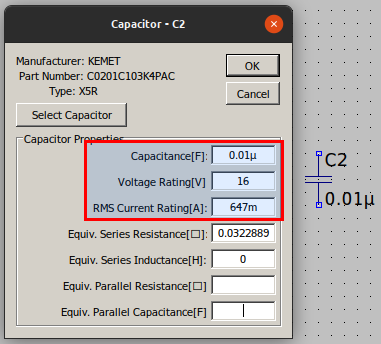 Capacitor - C2
Manufacturer: KEMET
Part Number: C0201C103K4PAC
Type: X5R
OK
Cancel
Select Capacitor
Capacitor Properties
Capacitance[F]: 0.01µ
Voltage Rating[V] 16
RMS Current Rating[A]: 647m
Equiv. Series Resistance[□]: 0.0322889
Equiv. Series Inductance[H]: 0
Equiv. Parallel Resistance[□]
Equiv. Parallel Capacitance[F]
C2
0.01µ